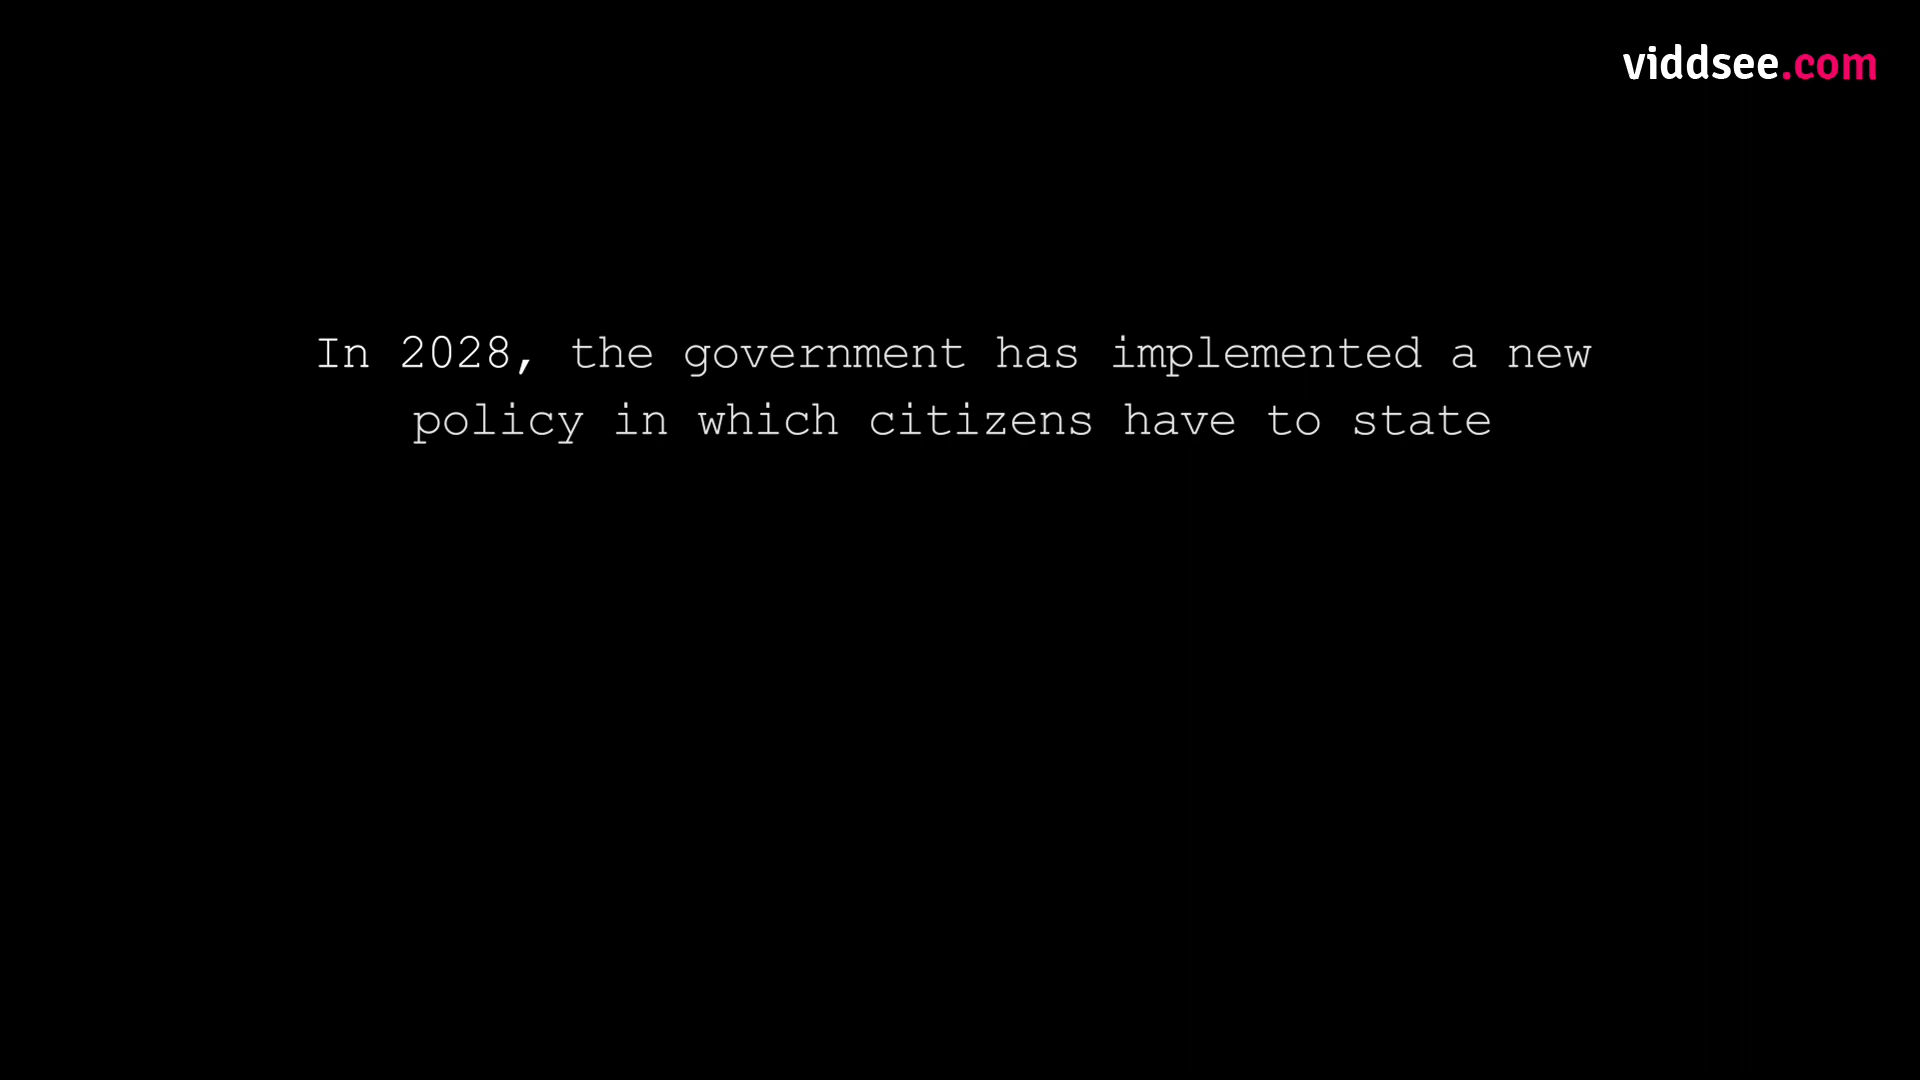 viddsee.com
In 2028, the government has implemented a new
policy in which citizens have to state